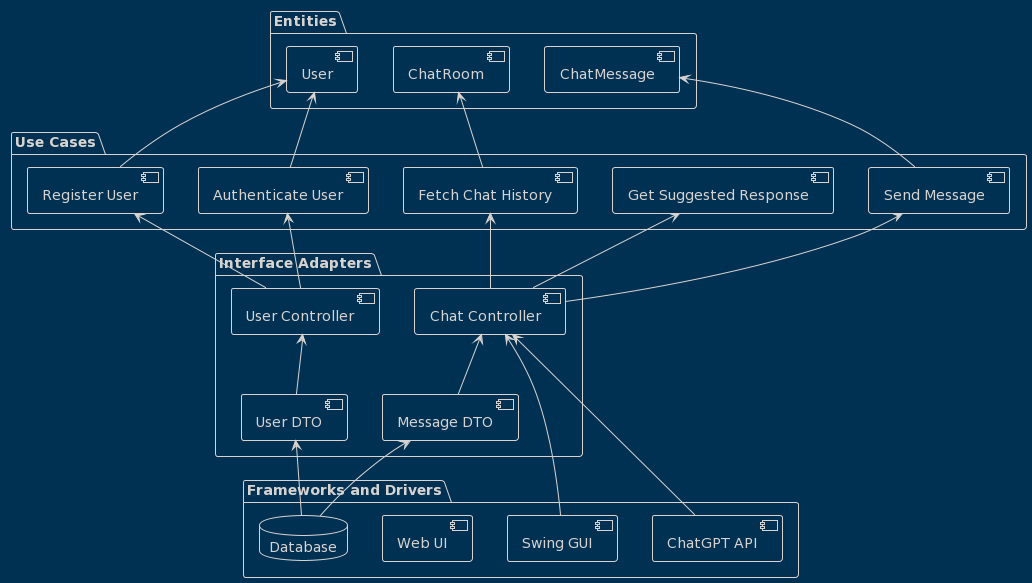 Entities
User
ChatRoom
ChatMessage
Use Cases
Register User
Authenticate User
Fetch Chat History
Get Suggested Response
Send Message
Interface Adapters
User Controller
Chat Controller
User DTO
Message DTO
Frameworks and Drivers
Database
Web UI
Swing GUI
ChatGPT API